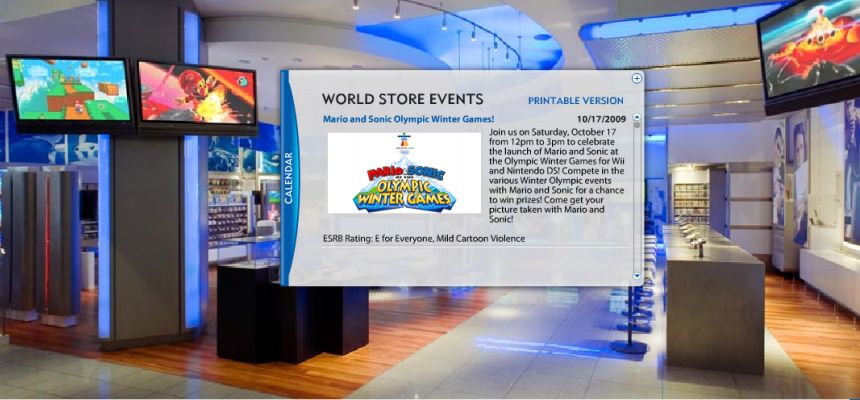 WORLD STORE EVENTS
PRINTABLE VERSION
Mario and Sonic Olympic Winter Games!
10/17/2009
CALENDAR
MARIO & SONIC
AT THE
OLYMPIC
WINTER GAMES
Join us on Saturday, October 17
from 12pm to 3pm to celebrate
the launch of Mario and Sonic at
the Olympic Winter Games for Wii
and Nintendo DS! Compete in the
various Winter Olympic events
with Mario and Sonic for a chance
to win prizes! Come get your
picture taken with Mario and
Sonic!
ESRB Rating: E for Everyone, Mild Cartoon Violence